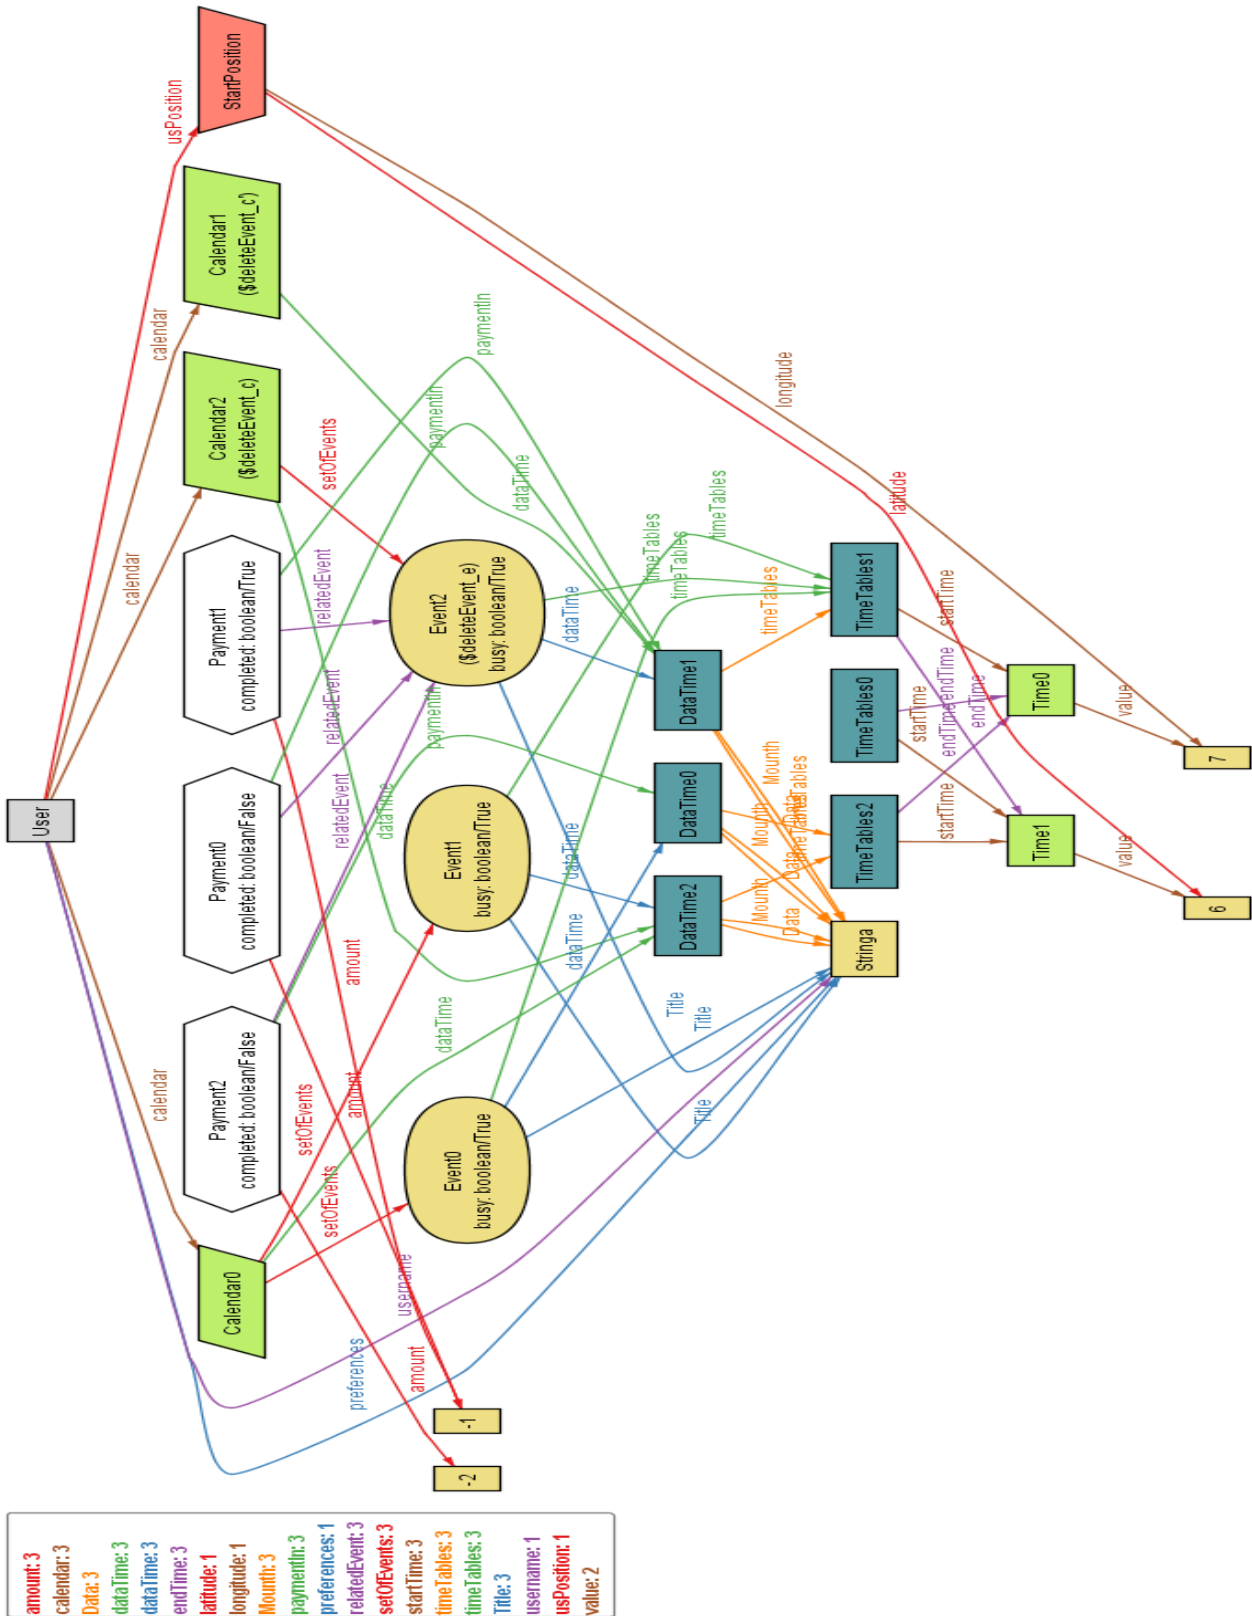 User
usPosition
calendar
calendar
calendar
StartPosition
Calendar1
($deleteEvent_c')
Calendar2
($deleteEvent_c)
Payment1
completed: boolean/True
Payment0
completed: boolean/False
Payment2
completed: boolean/False
Calendar0
paymentIn
paymentIn
paymentIn
setOfEvents
relatedEvent
relatedEvent
relatedEvent
dataTime
amount
amount
amount
setOfEvents
setOfEvents
dataTime
username
preferences
dataTime
Event2
($deleteEvent_e)
busy: boolean/True
Event1
busy: boolean/True
Event0
busy: boolean/True
-1
-2
longitude
latitude
timeTables
timeTables
timeTables
dataTime
dataTime
dataTime
Title
Title
Title
DataTime1
DataTime0
DataTime2
timeTables
Mounth
Mounth
Mounth
Data
TimeTables1
TimeTables0
TimeTables2
Stringa
startTime
endTime
endTime
endTime
startTime
startTime
Time0
Time1
value
value
7
6
amount: 3
calendar: 3
Data: 3
dataTime: 3
dataTime: 3
endTime: 3
latitude: 1
longitude: 1
Mounth: 3
paymentIn: 3
preferences: 1
relatedEvent: 3
setOfEvents: 3
startTime: 3
timeTables: 3
timeTables: 3
Title: 3
username: 1
usPosition: 1
value: 2